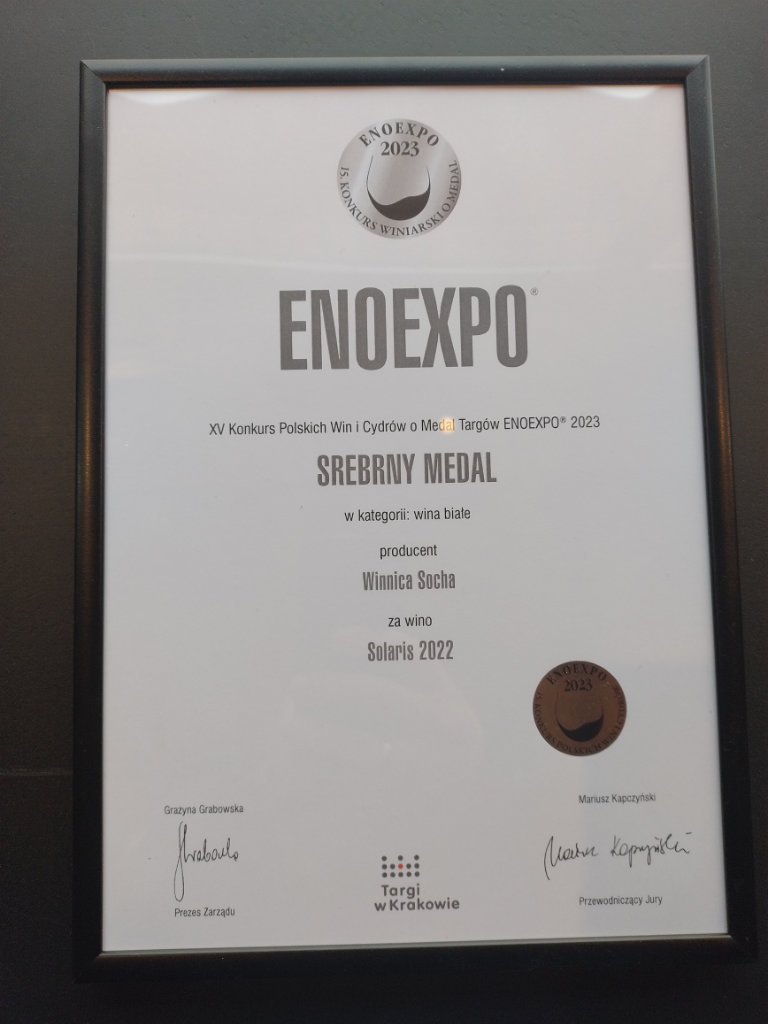 ENOEXPO
2023
15. KONKURS WINIARSKI O MEDAL
ENOEXPO®
XV Konkurs Polskich Win i Cydrów o Medal Targów ENOEXPO® 2023
SREBRNY MEDAL
w kategorii: wina białe
producent
Winnica Socha
za wino
Solaris 2022
ENOEXPO
2023
Grażyna Grabowska
Mariusz Kapczyński
Prezes Zarządu
Targi
w Krakowie
Przewodniczący Jury